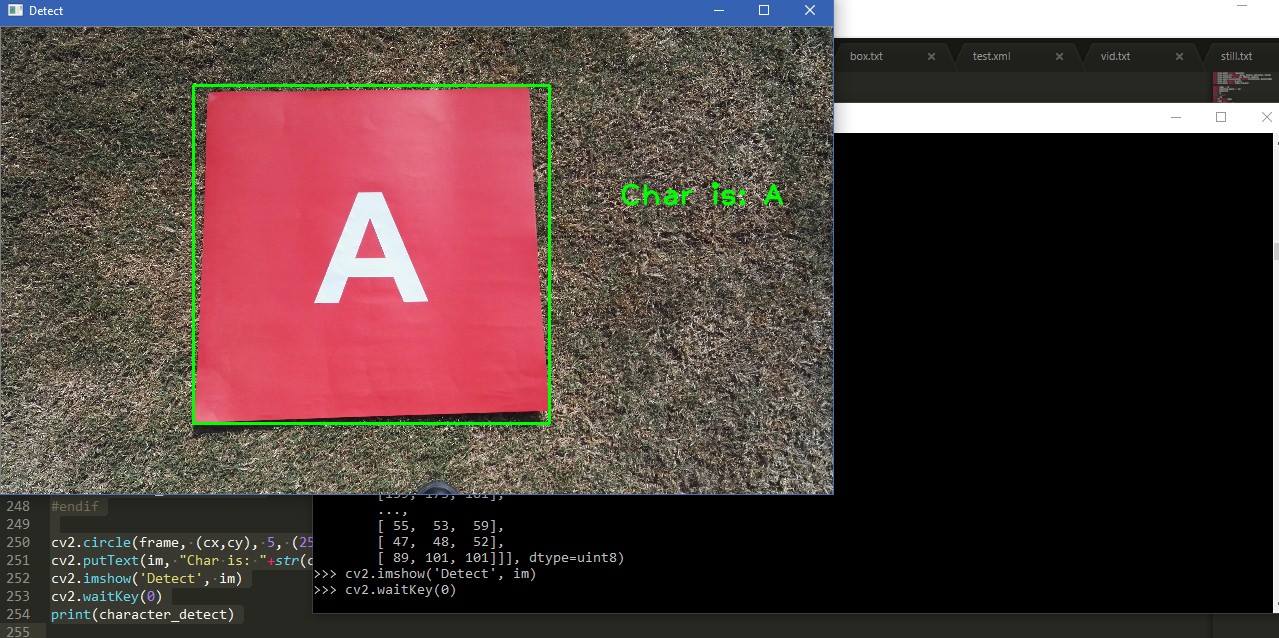 Detect
box.txt
test.xml
vid.txt
still.txt
A
Char is: A
...,
[ 55,  53,  59],
[ 47,  48,  52],
[ 89, 101, 101]]], dtype=uint8)
>>> cv2.imshow('Detect', im)
>>> cv2.waitKey(0)
248 #endif
249
250 cv2.circle(frame, (cx,cy), 5, (25
251 cv2.putText(im, "Char is: "+str(c
252 cv2.imshow('Detect', im)
253 cv2.waitKey(0)
254 print(character_detect)
255